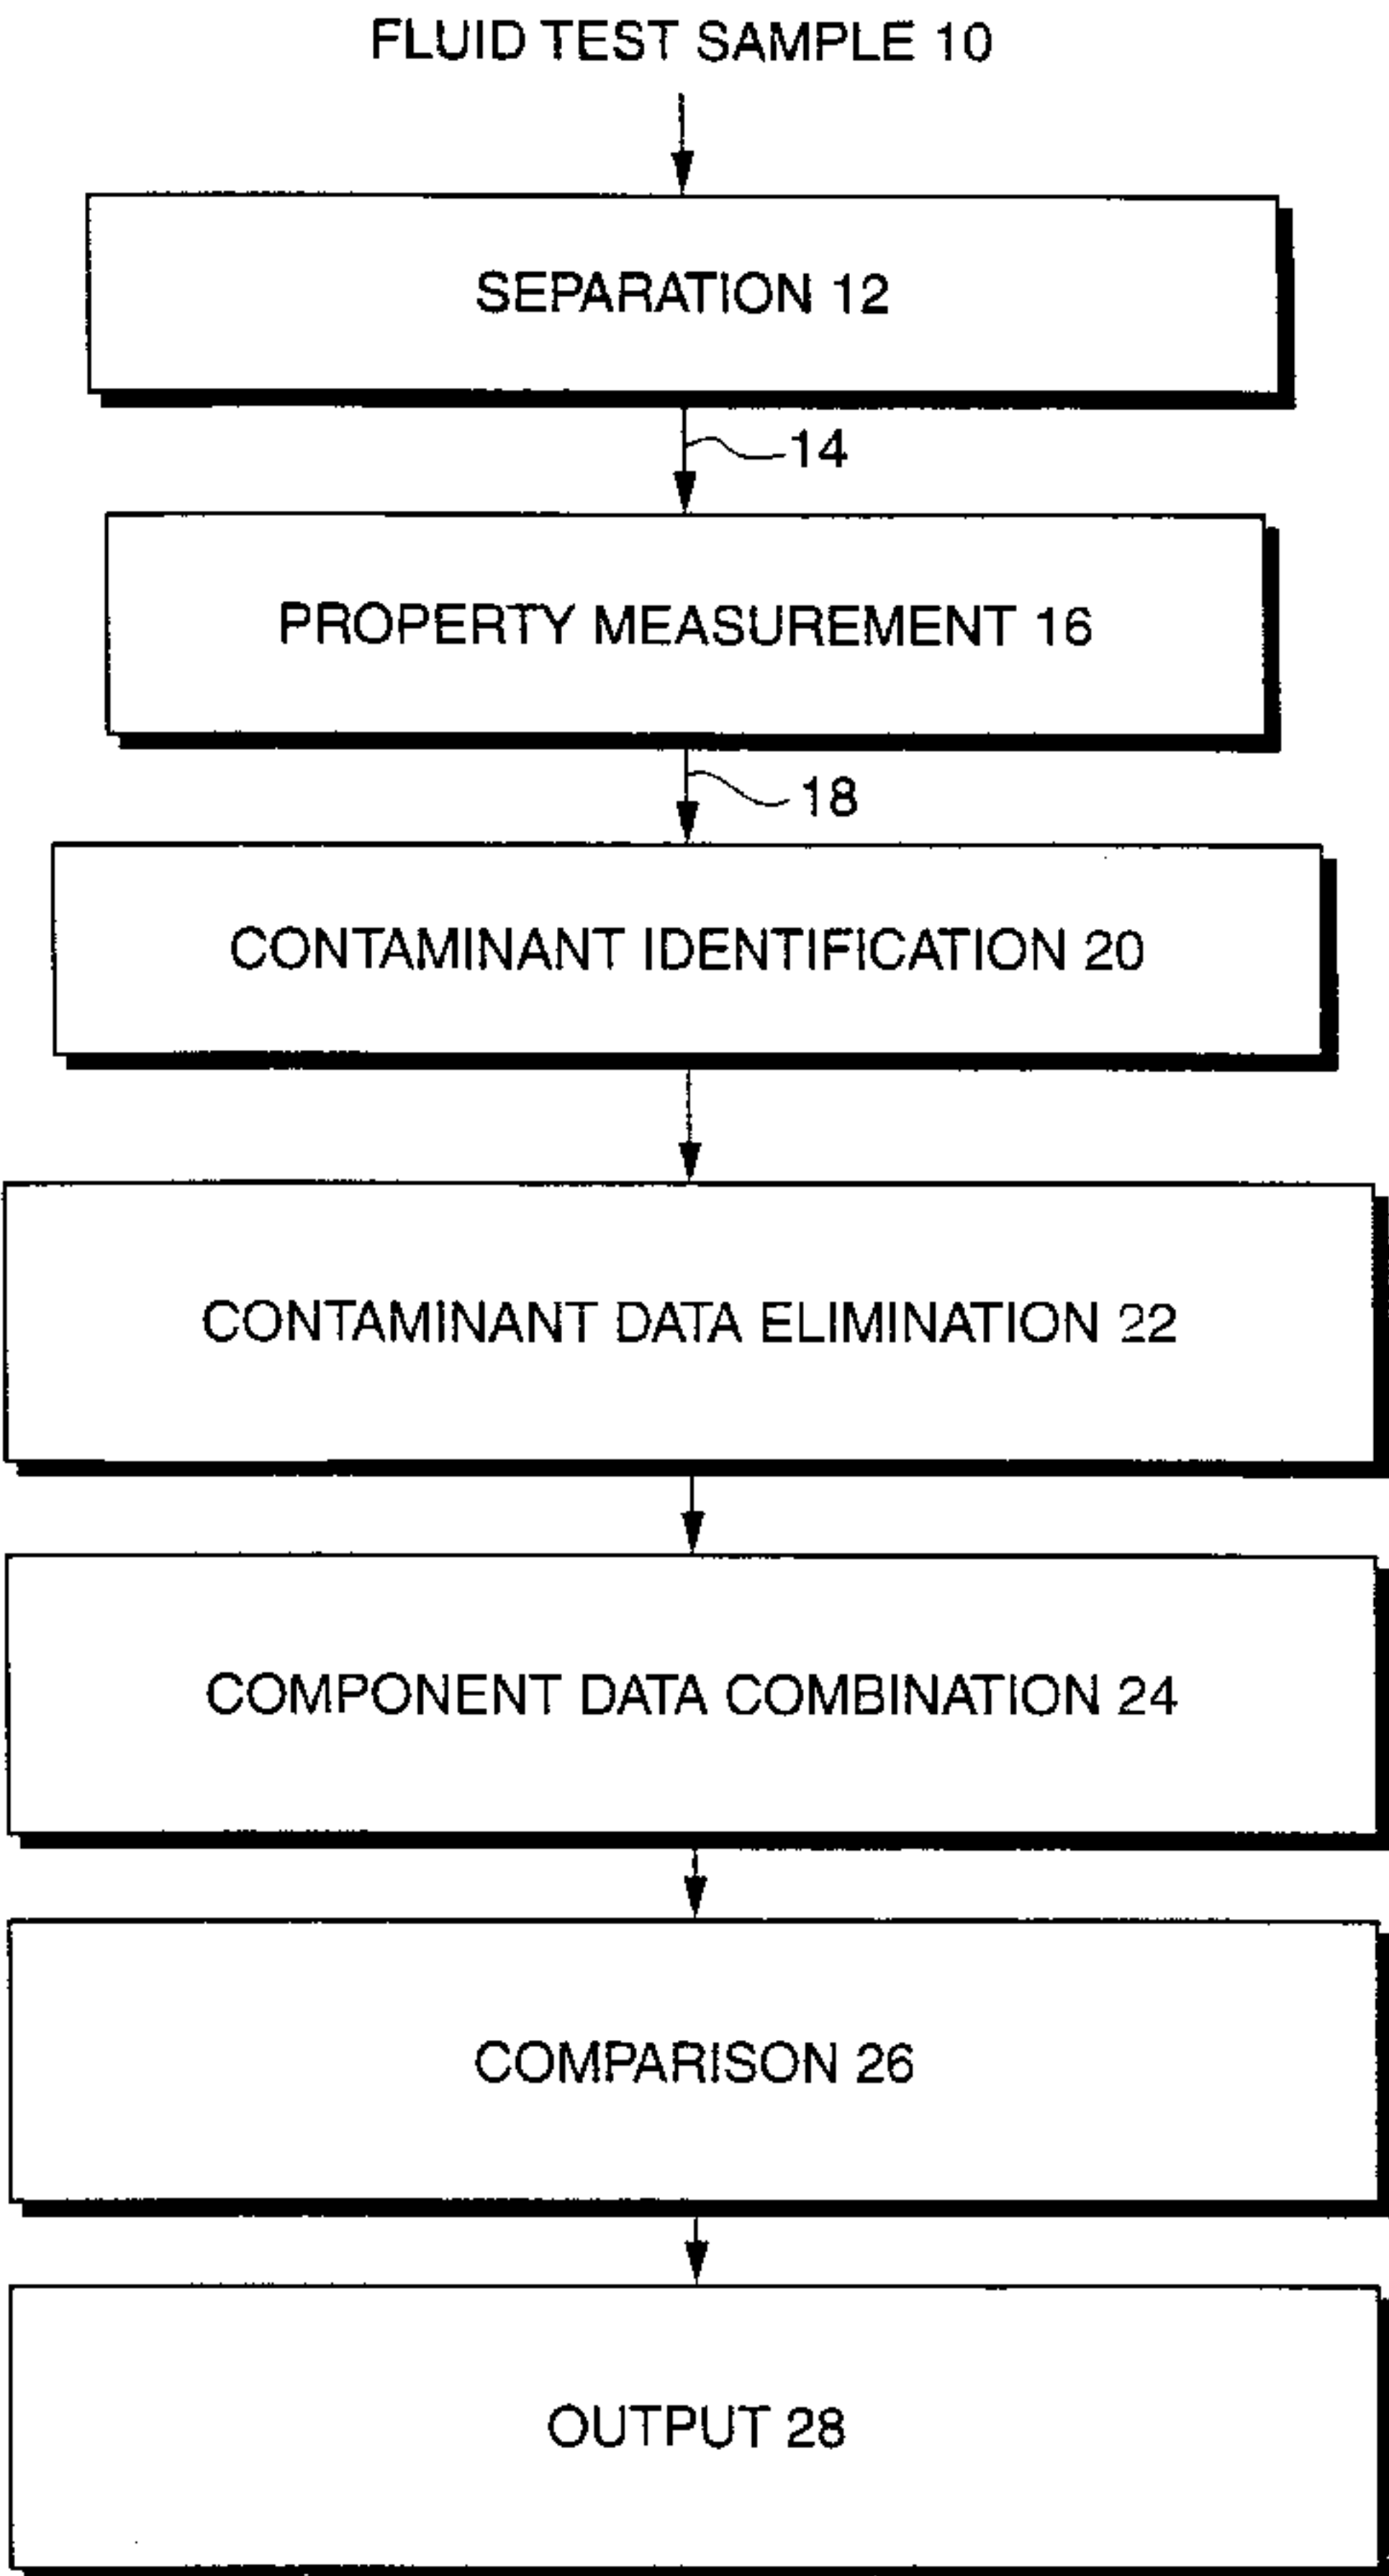 FLUID TEST SAMPLE 10
SEPARATION 12
14
PROPERTY MEASUREMENT 16
18
CONTAMINANT IDENTIFICATION 20
CONTAMINANT DATA ELIMINATION 22
COMPONENT DATA COMBINATION 24
COMPARISON 26
OUTPUT 28